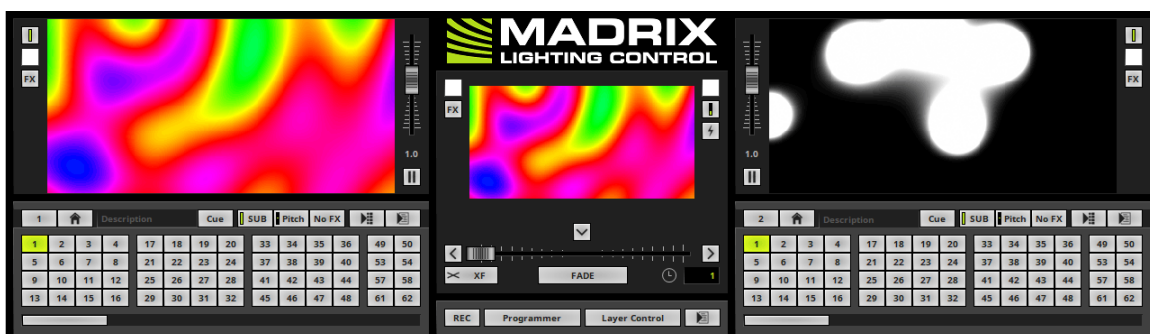 MADRIX
LIGHTING CONTROL
FX
1.0
FX
FX
1.0
1 Description Cue SUB Pitch No FX
1 2 3 4 17 18 19 20 33 34 35 36 49 50
5 6 7 8 21 22 23 24 37 38 39 40 53 54
9 10 11 12 25 26 27 28 41 42 43 44 57 58
13 14 15 16 29 30 31 32 45 46 47 48 61 62
XF FADE 1
REC Programmer Layer Control
2 Description Cue SUB Pitch No FX
1 2 3 4 17 18 19 20 33 34 35 36 49 50
5 6 7 8 21 22 23 24 37 38 39 40 53 54
9 10 11 12 25 26 27 28 41 42 43 44 57 58
13 14 15 16 29 30 31 32 45 46 47 48 61 62